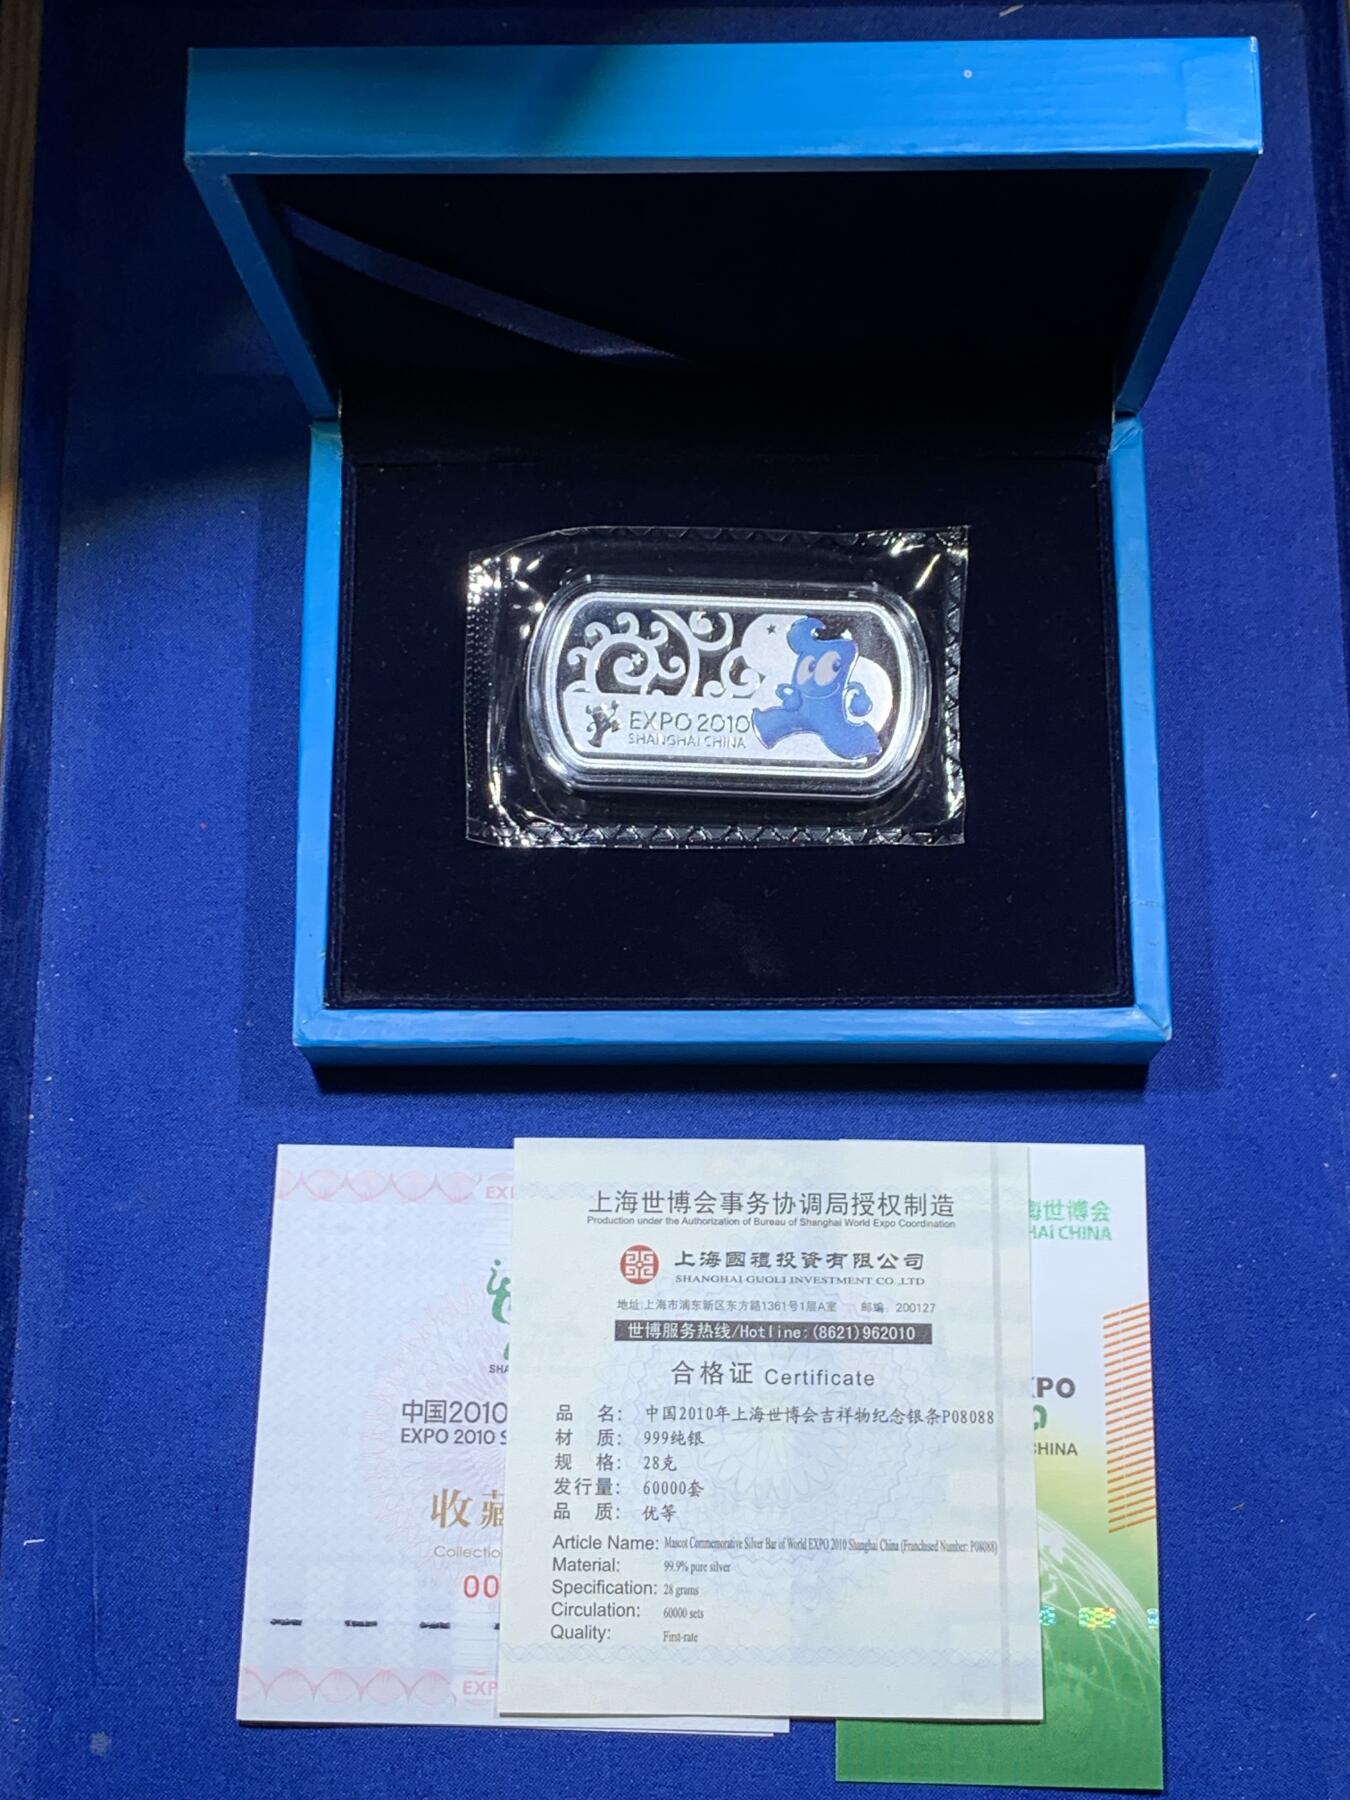 EXPO 2010
SHANGHAI CHINA
上海世博会事务协调局授权制造
Production under the Authorization of Bureau of Shanghai World Expo Coordination
上海國禮投資有限公司
SHANGHAI GUOLI INVESTMENT CO.,LTD
地址:上海市浦东新区东方路1361号1层A室 邮编: 200127
世博服务热线/Hotline:(8621)962010
合格证 Certificate
品 名: 中国2010年上海世博会吉祥物纪念银条P08088
材 质: 999纯银
规 格: 28克
发行量: 60000套
品 质: 优等
Article Name: Mascot Commemorative Silver Bar of World EXPO 2010 Shanghai China (Franchised Number: P08088)
Material: 99.9% pure silver
Specification: 28 grams
Circulation: 60000 sets
Quality: First-rate
EXP
SHA
中国2010
EXPO 2010 S
收藏
Collectio
00
EXP
海世博会
HAI CHINA
XPO
CHINA